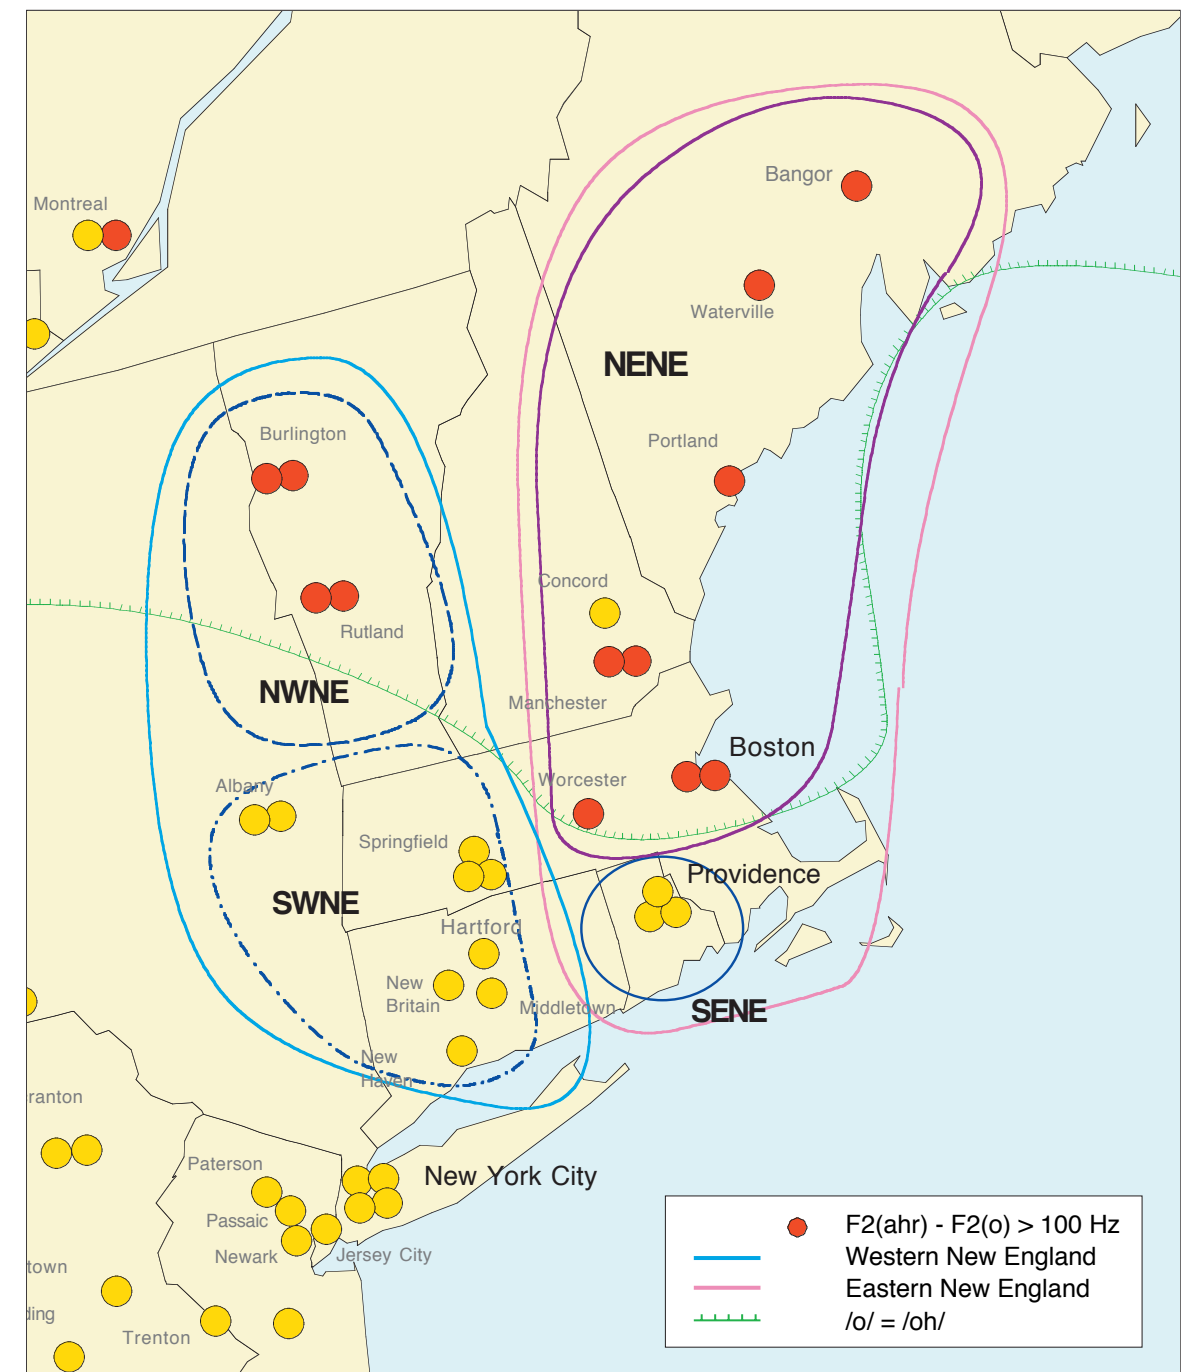 Bangor
Montreal
Waterville
NENE
Burlington
Portland
Concord
Rutland
NWNE
Manchester
Boston
Worcester
Albany
Springfield
Providence
SWNE
Hartford
New
Britain
Middletown
SENE
New
Haven
ranton
Paterson
New York City
Passaic
Newark
Jersey City
town
ding
Trenton
F2(ahr) - F2(o) > 100 Hz
Western New England
Eastern New England
/o/ = /oh/